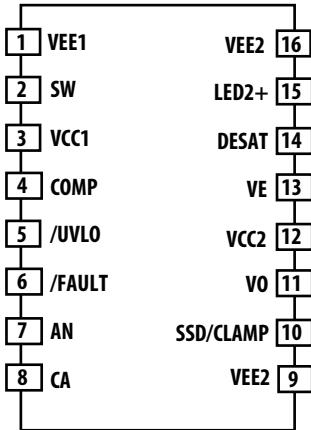 1 VEE1 VEE2 16
2 SW LED2+ 15
3 VCC1 DESAT 14
4 COMP VE 13
5 /UVLO VCC2 12
6 /FAULT VO 11
7 AN SSD/CLAMP 10
8 CA VEE2 9